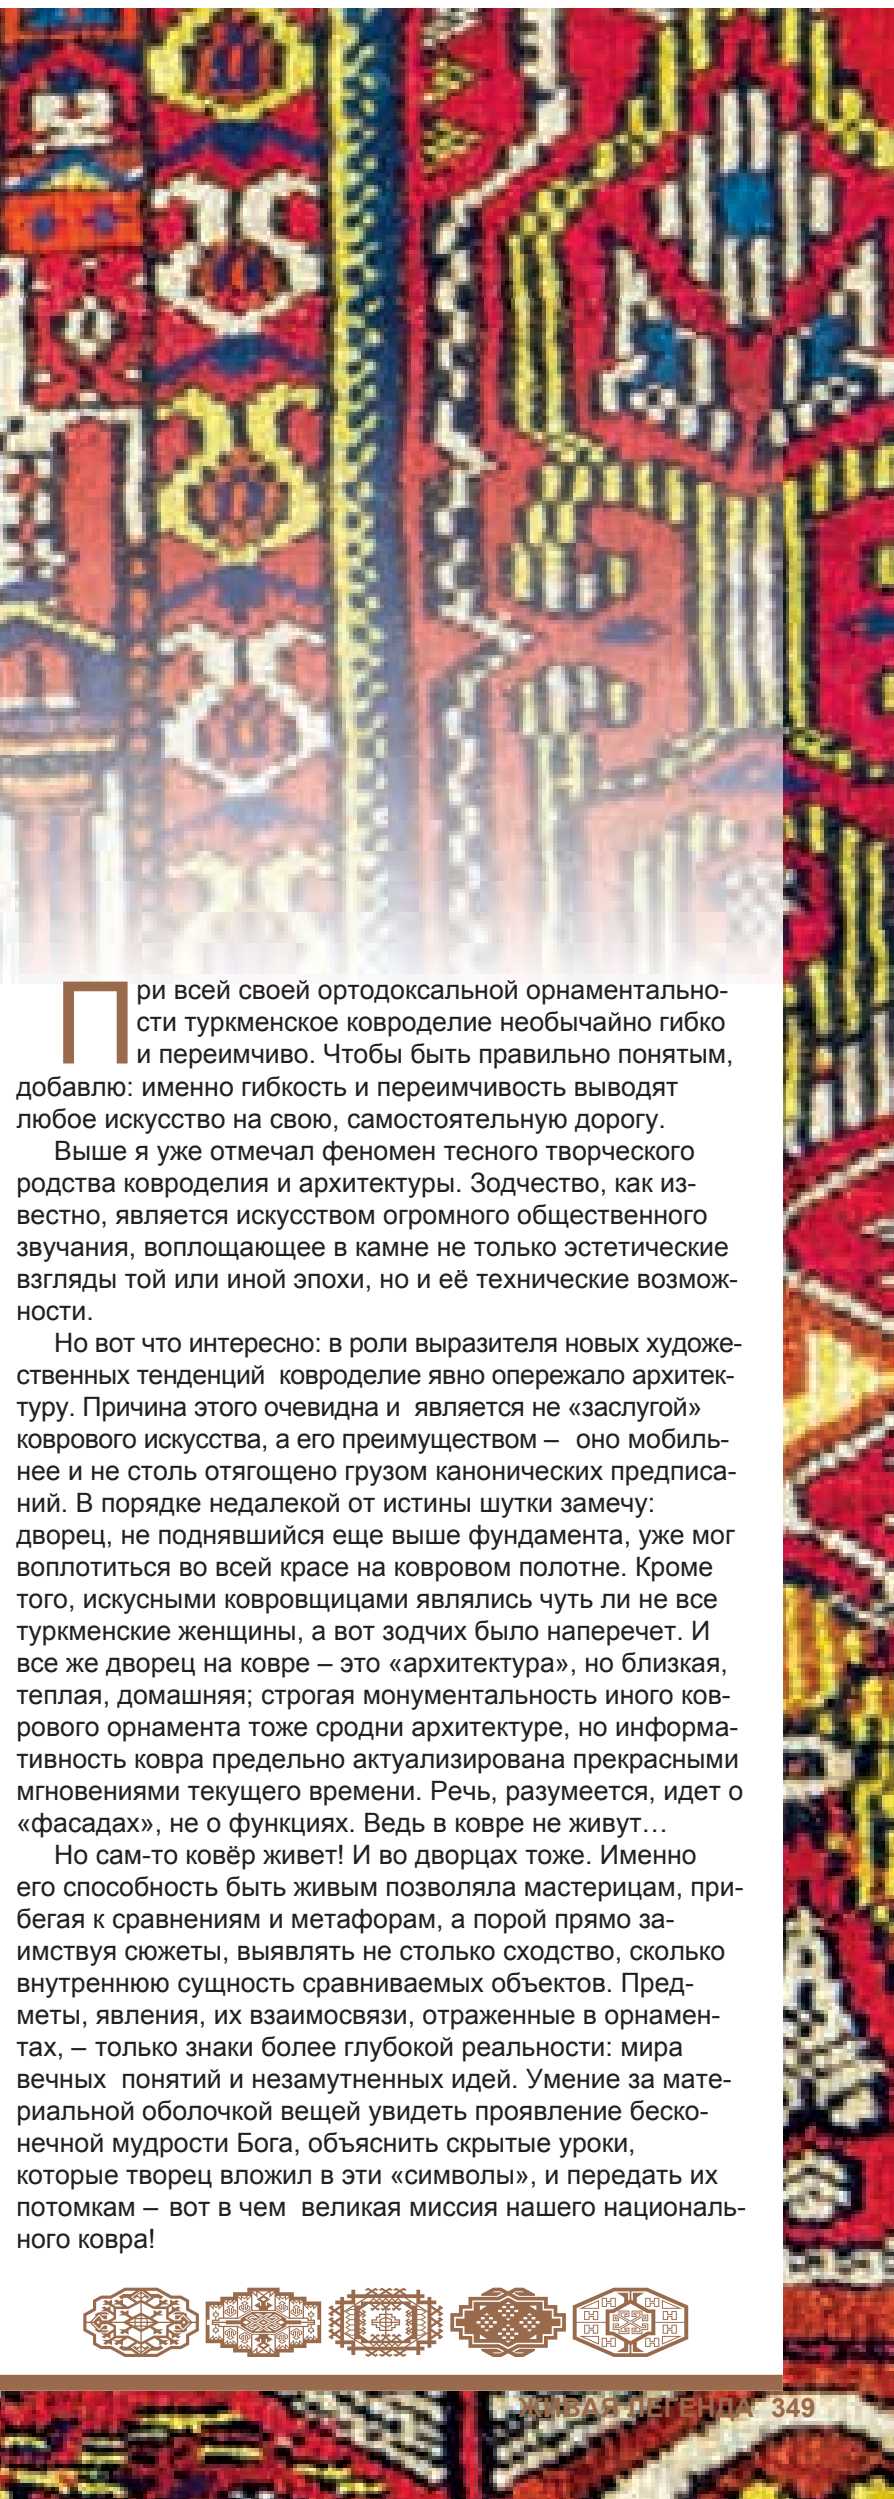 При всей своей ортодоксальной орнаментально-
сти туркменское ковроделие необычайно гибко
и переимчиво. Чтобы быть правильно понятым,
добавлю: именно гибкость и переимчивость выводят
любое искусство на свою, самостоятельную дорогу.
Выше я уже отмечал феномен тесного творческого
родства ковроделия и архитектуры. Зодчество, как из-
вестно, является искусством огромного общественного
звучания, воплощающее в камне не только эстетические
взгляды той или иной эпохи, но и её технические возмож-
ности.
Но вот что интересно: в роли выразителя новых художе-
ственных тенденций ковроделие явно опережало архитек-
туру. Причина этого очевидна и является не «заслугой»
коврового искусства, а его преимуществом – оно мобиль-
нее и не столь отягощено грузом канонических предписа-
ний. В порядке недалекой от истины шутки замечу:
дворец, не поднявшийся еще выше фундамента, уже мог
воплотиться во всей красе на ковровом полотне. Кроме
того, искусными ковровщицами являлись чуть ли не все
туркменские женщины, а вот зодчих было наперечет. И
все же дворец на ковре – это «архитектура», но близкая,
теплая, домашняя; строгая монументальность иного ков-
рового орнамента тоже сродни архитектуре, но информа-
тивность ковра предельно актуализирована прекрасными
мгновениями текущего времени. Речь, разумеется, идет о
«фасадах», не о функциях. Ведь в ковре не живут…
Но сам-то ковёр живет! И во дворцах тоже. Именно
его способность быть живым позволяла мастерицам, при-
бегая к сравнениям и метафорам, а порой прямо за-
имствуя сюжеты, выявлять не столько сходство, сколько
внутреннюю сущность сравниваемых объектов. Пред-
меты, явления, их взаимосвязи, отраженные в орнамен-
тах, – только знаки более глубокой реальности: мира
вечных понятий и незамутненных идей. Умение за мате-
риальной оболочкой вещей увидеть проявление беско-
нечной мудрости Бога, объяснить скрытые уроки,
которые творец вложил в эти «символы», и передать их
потомкам – вот в чем великая миссия нашего националь-
ного ковра!
ЖИВАЯ ЛЕГЕНДА 349